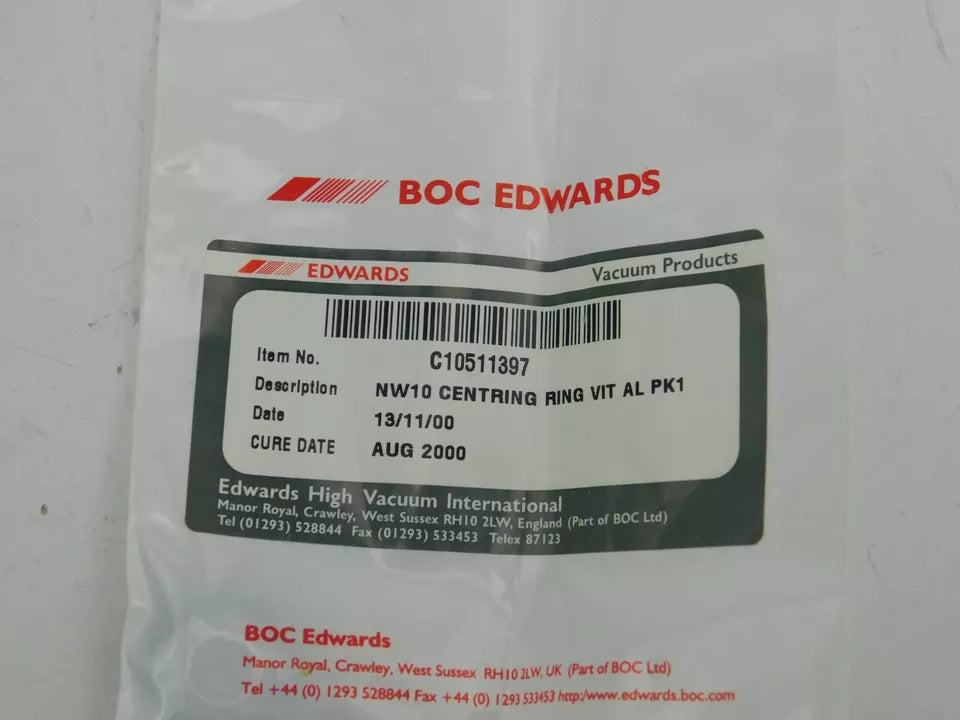 BOC EDWARDS
EDWARDS Vacuum Products
Item No. C10511397
Description NW10 CENTRING RING VIT AL PK1
Date 13/11/00
CURE DATE AUG 2000
Edwards High Vacuum International
Manor Royal, Crawley, West Sussex RH10 2LW, England (Part of BOC Ltd)
Tel (01293) 528844 Fax (01293) 533453 Telex 87123
BOC Edwards
Manor Royal, Crawley, West Sussex RH10 2LW, UK (Part of BOC Ltd)
Tel +44 (0) 1293 528844 Fax +44 (0) 1293 533453 http:/www.edwards.boc.com